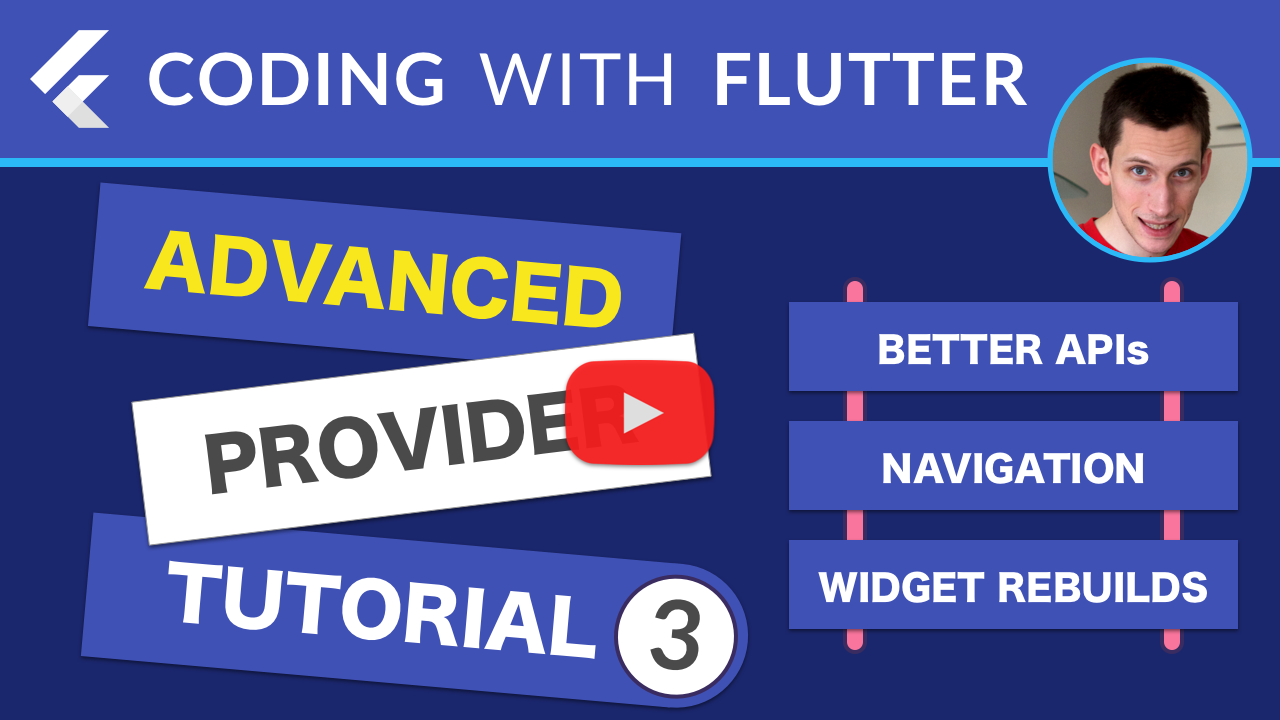 CODING WITH FLUTTER
ADVANCED
PROVIDER
TUTORIAL 3
BETTER APIs
NAVIGATION
WIDGET REBUILDS